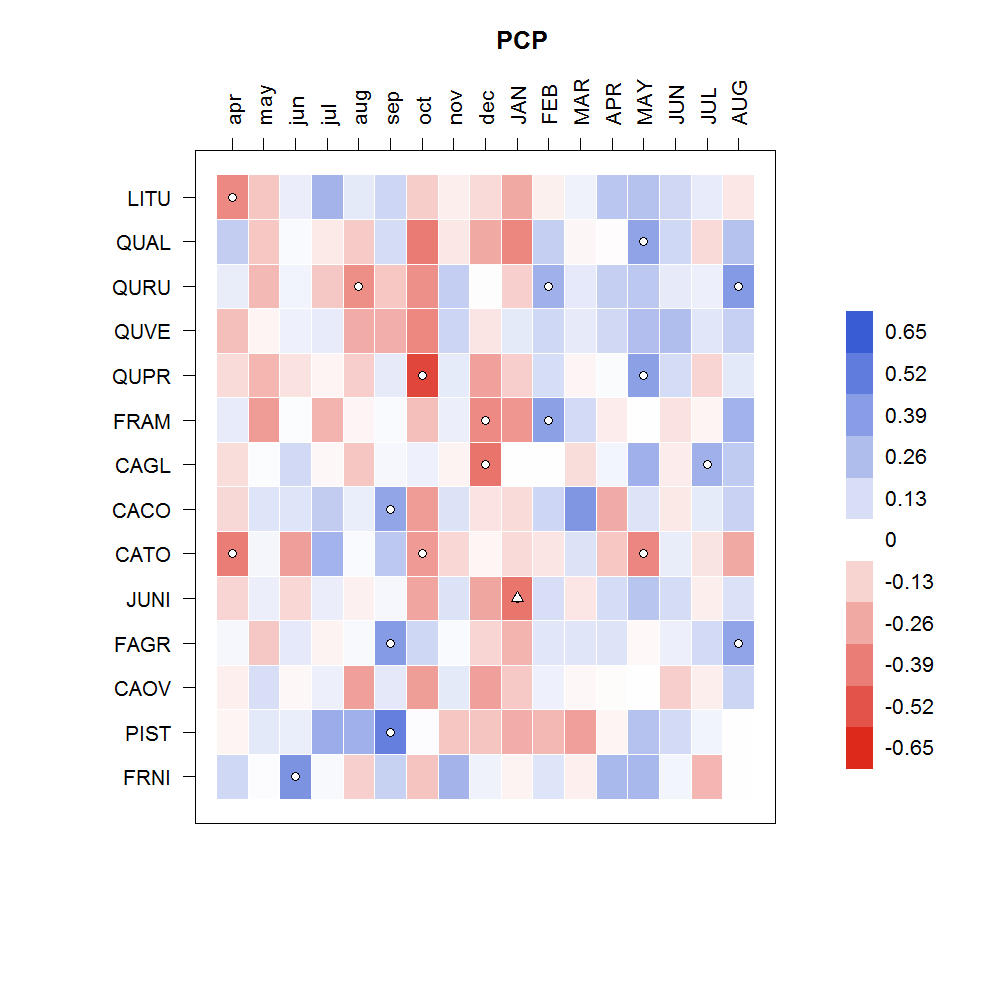 PCP
apr may jun jul aug sep oct nov dec JAN FEB MAR APR MAY JUN JUL AUG
LITU
QUAL
QURU
QUVE
QUPR
FRAM
CAGL
CACO
CATO
JUNI
FAGR
CAOV
PIST
FRNI
0.65
0.52
0.39
0.26
0.13
0
-0.13
-0.26
-0.39
-0.52
-0.65